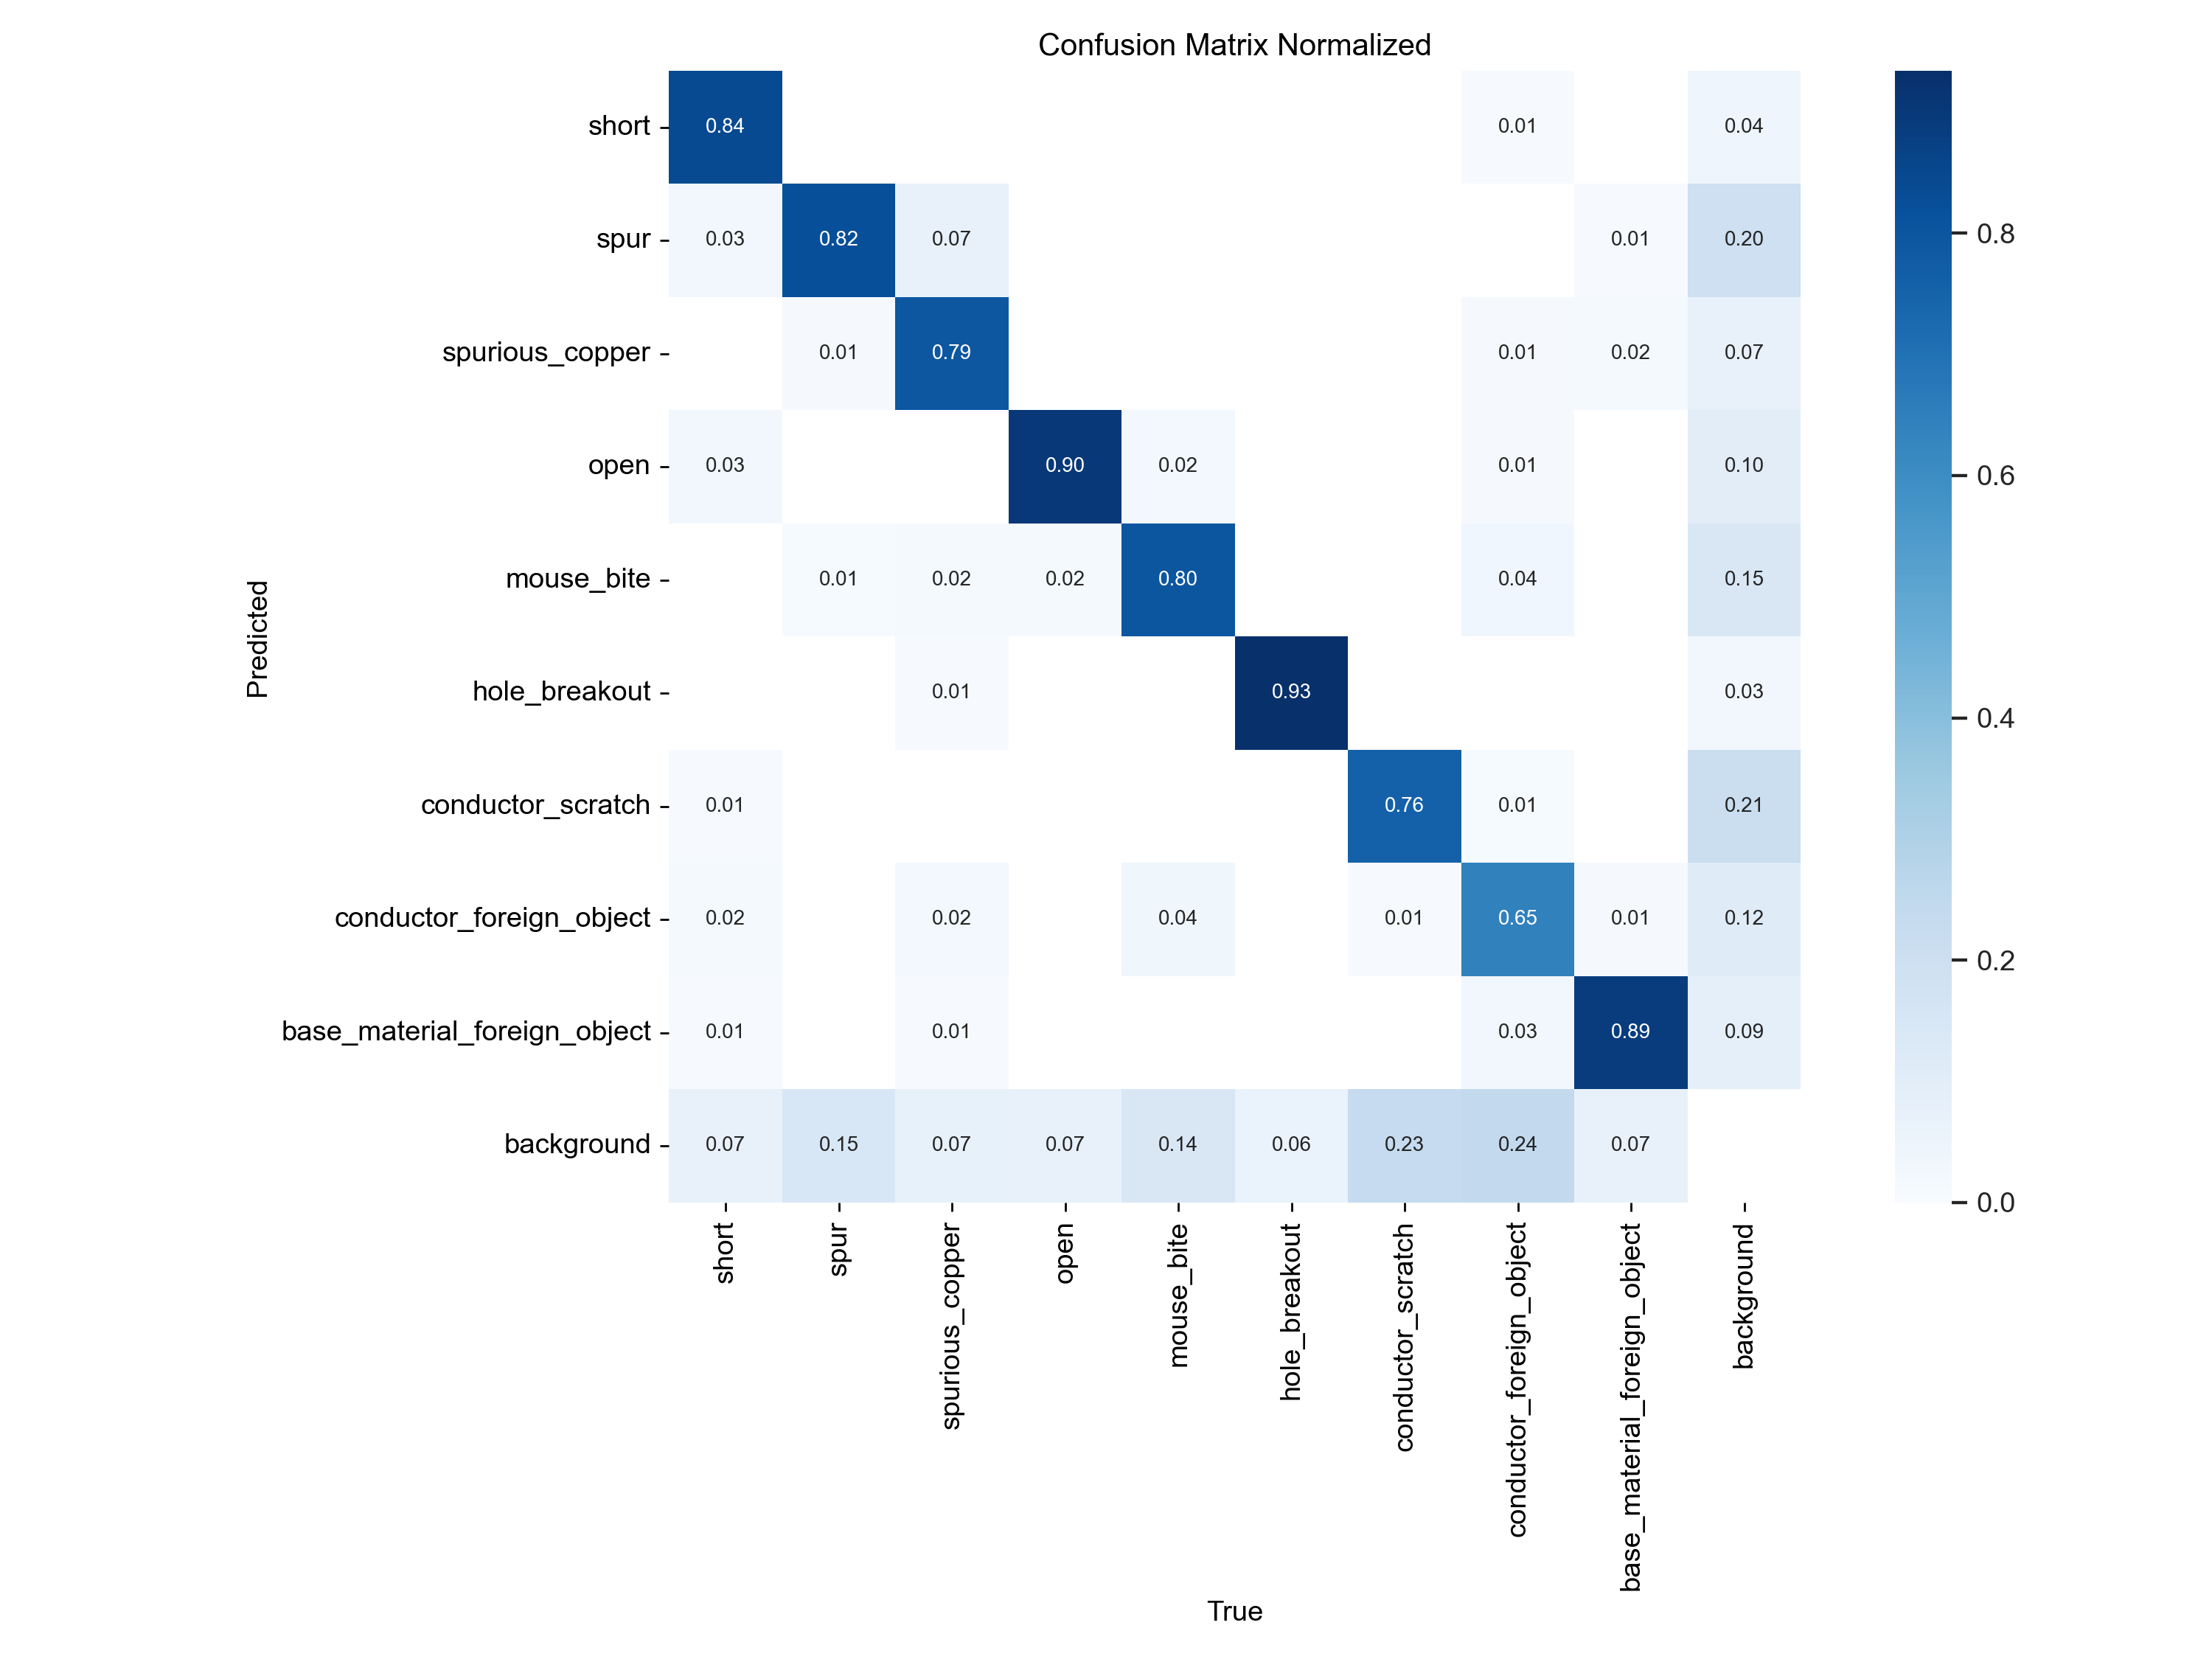 Confusion Matrix Normalized
short 0.84 0.01 0.04
spur 0.03 0.82 0.07 0.01 0.20
spurious_copper 0.01 0.79 0.01 0.02 0.07
open 0.03 0.90 0.02 0.01 0.10
mouse_bite 0.01 0.02 0.02 0.80 0.04 0.15
hole_breakout 0.01 0.93 0.03
conductor_scratch 0.01 0.76 0.01 0.21
conductor_foreign_object 0.02 0.02 0.04 0.01 0.65 0.01 0.12
base_material_foreign_object 0.01 0.01 0.03 0.89 0.09
background 0.07 0.15 0.07 0.07 0.14 0.06 0.23 0.24 0.07
Predicted
short
spur
spurious_copper
open
mouse_bite
hole_breakout
conductor_scratch
conductor_foreign_object
base_material_foreign_object
background
True
0.8
0.6
0.4
0.2
0.0